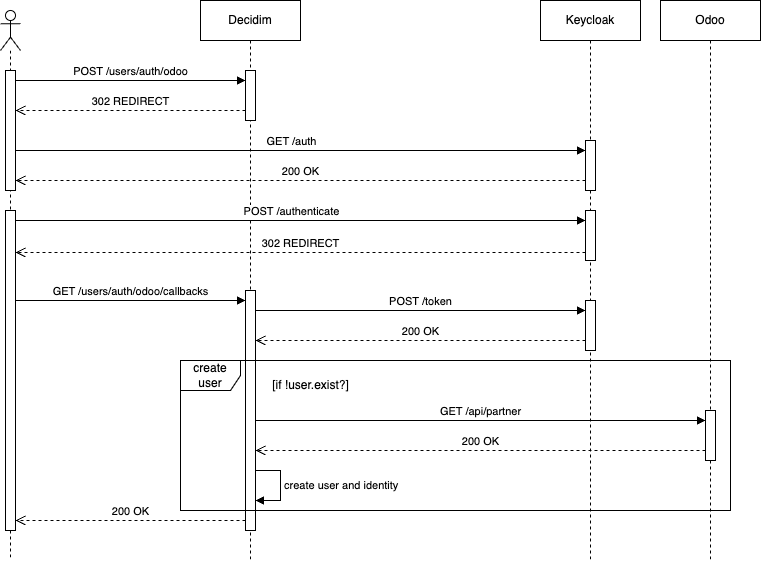 Decidim
Keycloak
Odoo
POST /users/auth/odoo
302 REDIRECT
GET /auth
200 OK
POST /authenticate
302 REDIRECT
GET /users/auth/odoo/callbacks
POST /token
200 OK
create
user
[if !user.exist?]
GET /api/partner
200 OK
create user and identity
200 OK